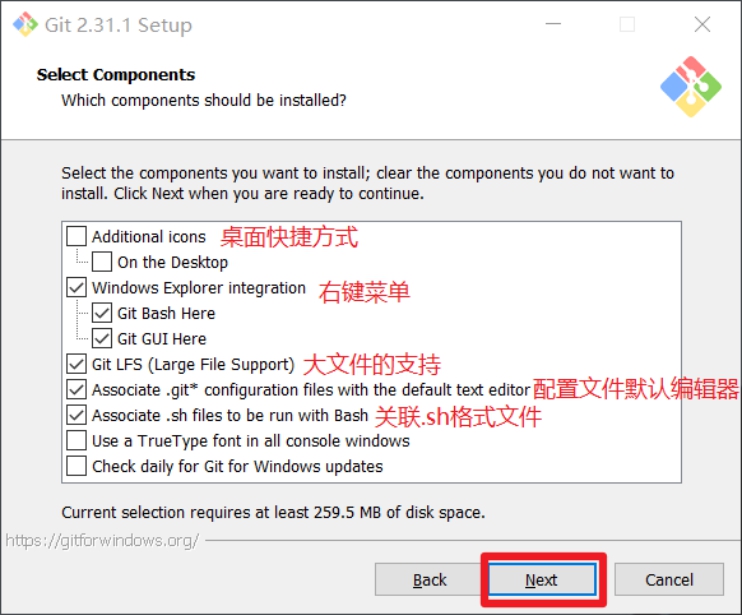 Git 2.31.1 Setup
Select Components
Which components should be installed?
Select the components you want to install; clear the components you do not want to
install. Click Next when you are ready to continue.
Additional icons 桌面快捷方式
On the Desktop
Windows Explorer integration 右键菜单
Git Bash Here
Git GUI Here
Git LFS (Large File Support) 大文件的支持
Associate .git* configuration files with the default text editor 配置文件默认编辑器
Associate .sh files to be run with Bash 关联.sh格式文件
Use a TrueType font in all console windows
Check daily for Git for Windows updates
Current selection requires at least 259.5 MB of disk space.
https://gitforwindows.org/
Back Next Cancel